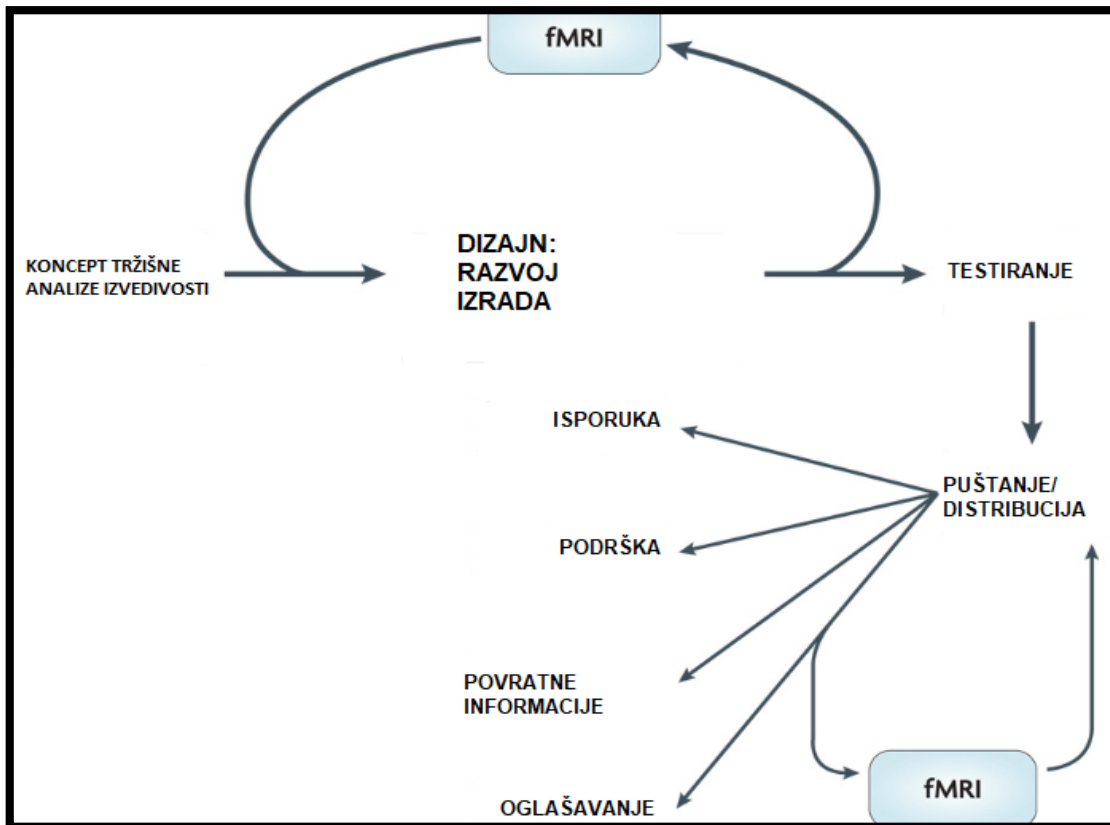 fMRI
KONCEPT TRŽIŠNE
ANALIZE IZVEDIVOSTI
DIZAJN:
RAZVOJ
IZRADA
TESTIRANJE
ISPORUKA
PUŠTANJE/
DISTRIBUCIJA
PODRŠKA
POVRATNE
INFORMACIJE
fMRI
OGLAŠAVANJE